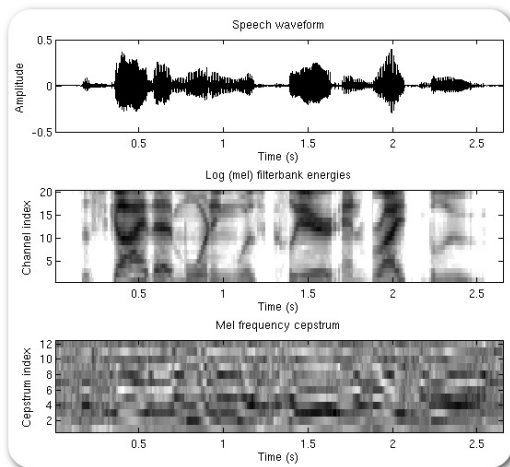 Speech waveform
0.5
0
-0.5
Amplitude
0.5 1 1.5 2 2.5
Time (s)
Log (mel) filterbank energies
20
15
10
5
Channel index
0.5 1 1.5 2 2.5
Time (s)
Mel frequency cepstrum
12
10
8
6
4
2
Cepstrum index
0.5 1 1.5 2 2.5
Time (s)